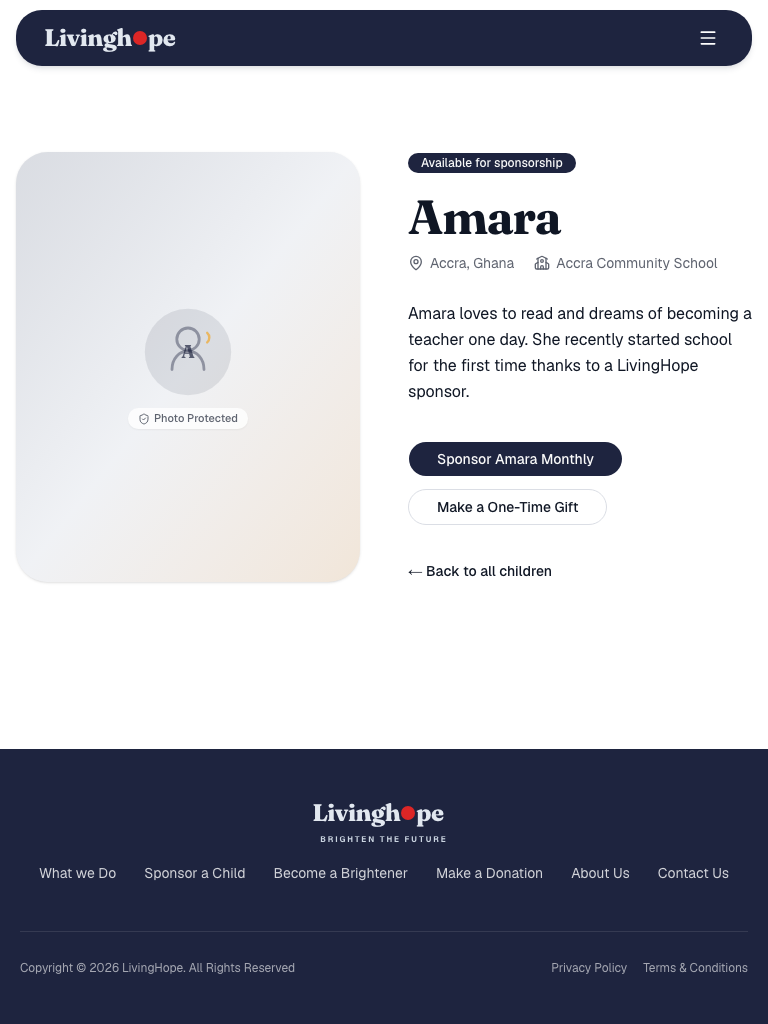 Livinghope
Available for sponsorship
Amara
Accra, Ghana
Accra Community School
Amara loves to read and dreams of becoming a
teacher one day. She recently started school
for the first time thanks to a LivingHope
sponsor.
A
Photo Protected
Sponsor Amara Monthly
Make a One-Time Gift
← Back to all children
Livinghope
BRIGHTEN THE FUTURE
What we Do
Sponsor a Child
Become a Brightener
Make a Donation
About Us
Contact Us
Copyright © 2026 LivingHope. All Rights Reserved
Privacy Policy
Terms & Conditions